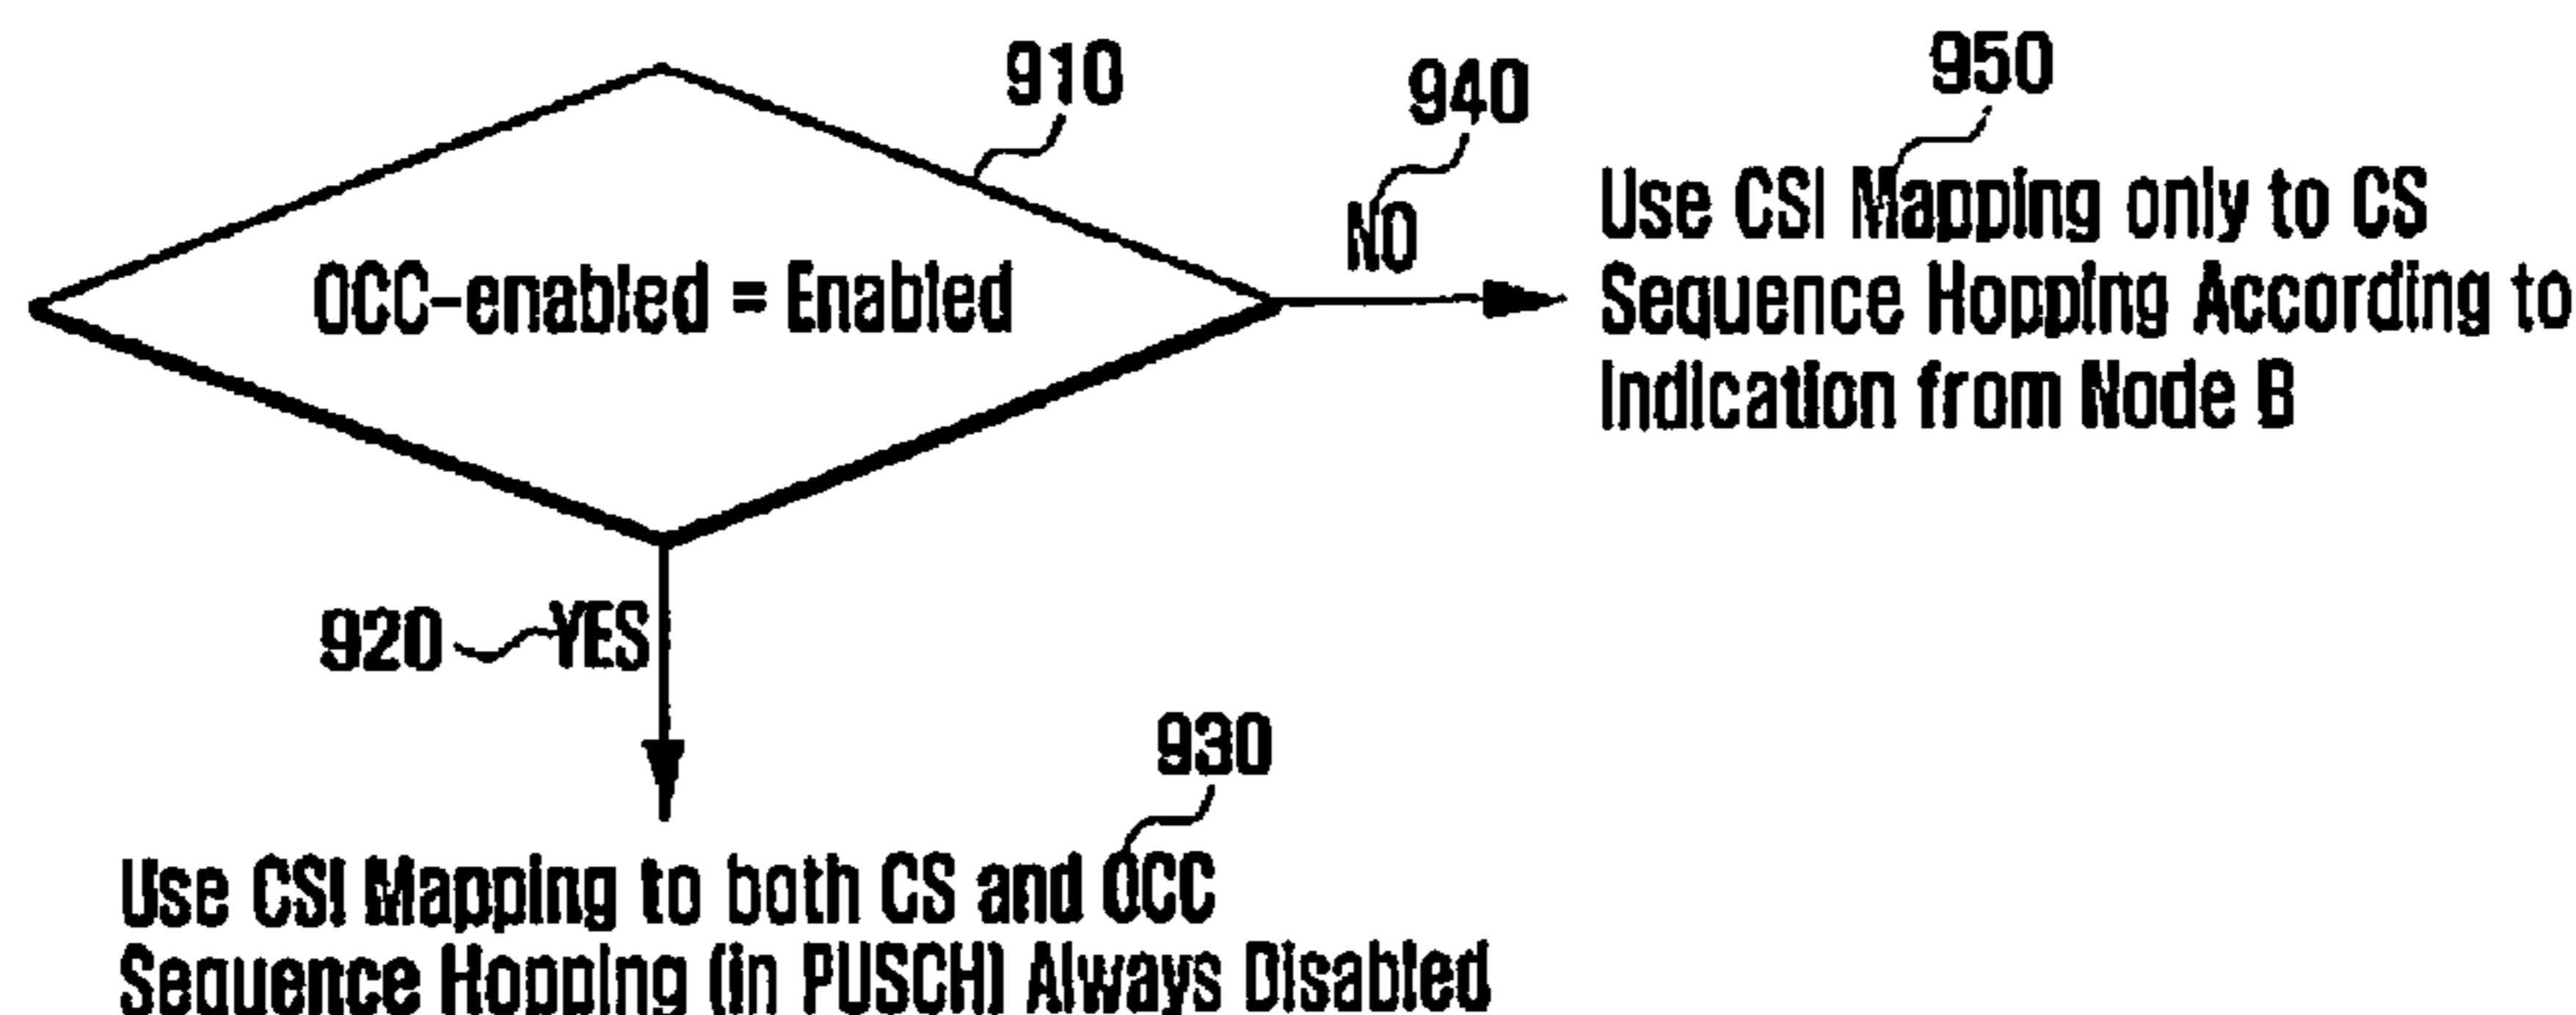 910
940
950
OCC-enabled = Enabled
NO
Use CSI Mapping only to CS
Sequence Hopping According to
Indication from Node B
920
YES
930
Use CSI Mapping to both CS and OCC
Sequence Hopping (in PUSCH) Always Disabled